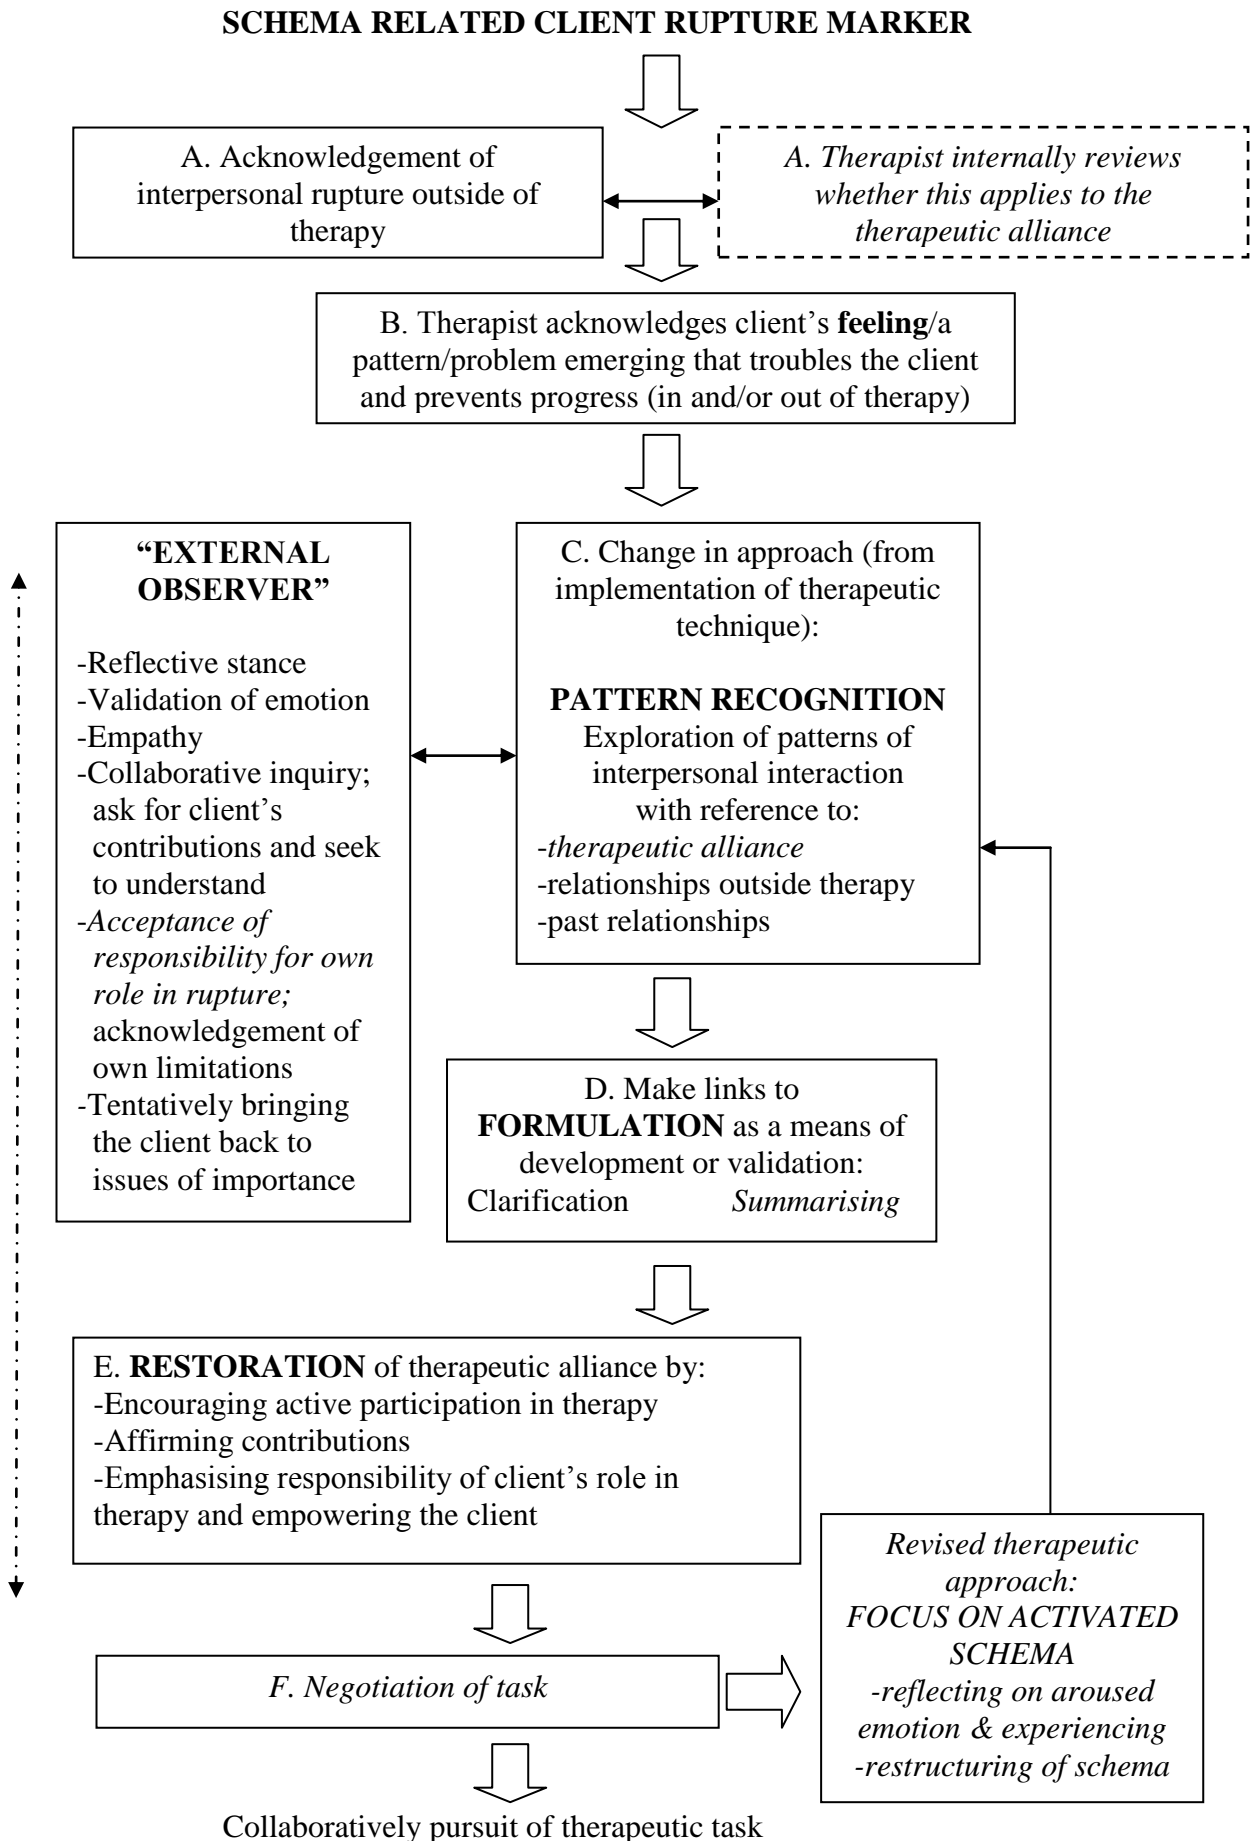 SCHEMA RELATED CLIENT RUPTURE MARKER
A. Acknowledgement of
interpersonal rupture outside of
therapy
A. Therapist internally reviews
whether this applies to the
therapeutic alliance
B. Therapist acknowledges client’s feeling/a
pattern/problem emerging that troubles the client
and prevents progress (in and/or out of therapy)
“EXTERNAL
OBSERVER”
-Reflective stance
-Validation of emotion
-Empathy
-Collaborative inquiry;
ask for client’s
contributions and seek
to understand
-Acceptance of
responsibility for own
role in rupture;
acknowledgement of
own limitations
-Tentatively bringing
the client back to
issues of importance
C. Change in approach (from
implementation of therapeutic
technique):
PATTERN RECOGNITION
Exploration of patterns of
interpersonal interaction
with reference to:
-therapeutic alliance
-relationships outside therapy
-past relationships
D. Make links to
FORMULATION as a means of
development or validation:
Clarification Summarising
E. RESTORATION of therapeutic alliance by:
-Encouraging active participation in therapy
-Affirming contributions
-Emphasising responsibility of client’s role in
therapy and empowering the client
Revised therapeutic
approach:
FOCUS ON ACTIVATED
SCHEMA
-reflecting on aroused
emotion & experiencing
-restructuring of schema
F. Negotiation of task
Collaboratively pursuit of therapeutic task